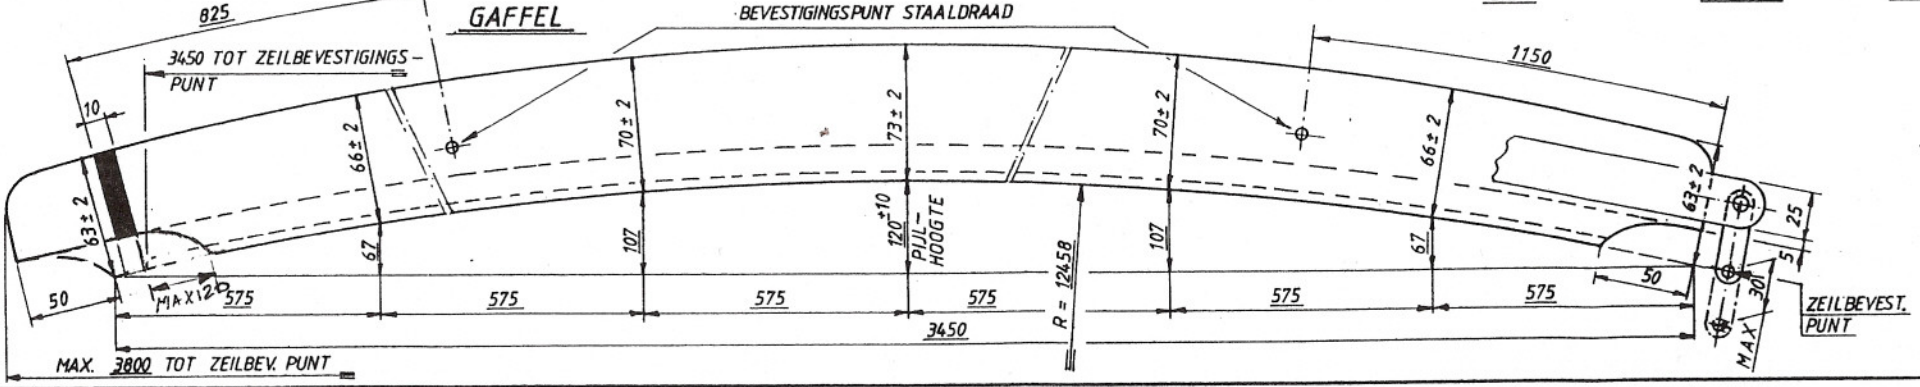 825
GAFFEL
BEVESTIGINGSPUNT STAALDRAAD
3450 TOT ZEILBEVESTIGINGS-
PUNT
1150
10
63 ± 2
66 ± 2
70 ± 2
73 ± 2
70 ± 2
66 ± 2
63 ± 2
25
5
67
107
120 +10
PIJL-
HOOGTE
R = 12458
107
67
50
MAX 120
50
MAX 30
ZEILBEVEST.
PUNT
575
575
575
575
575
575
3450
MAX. 3800 TOT ZEILBEV. PUNT